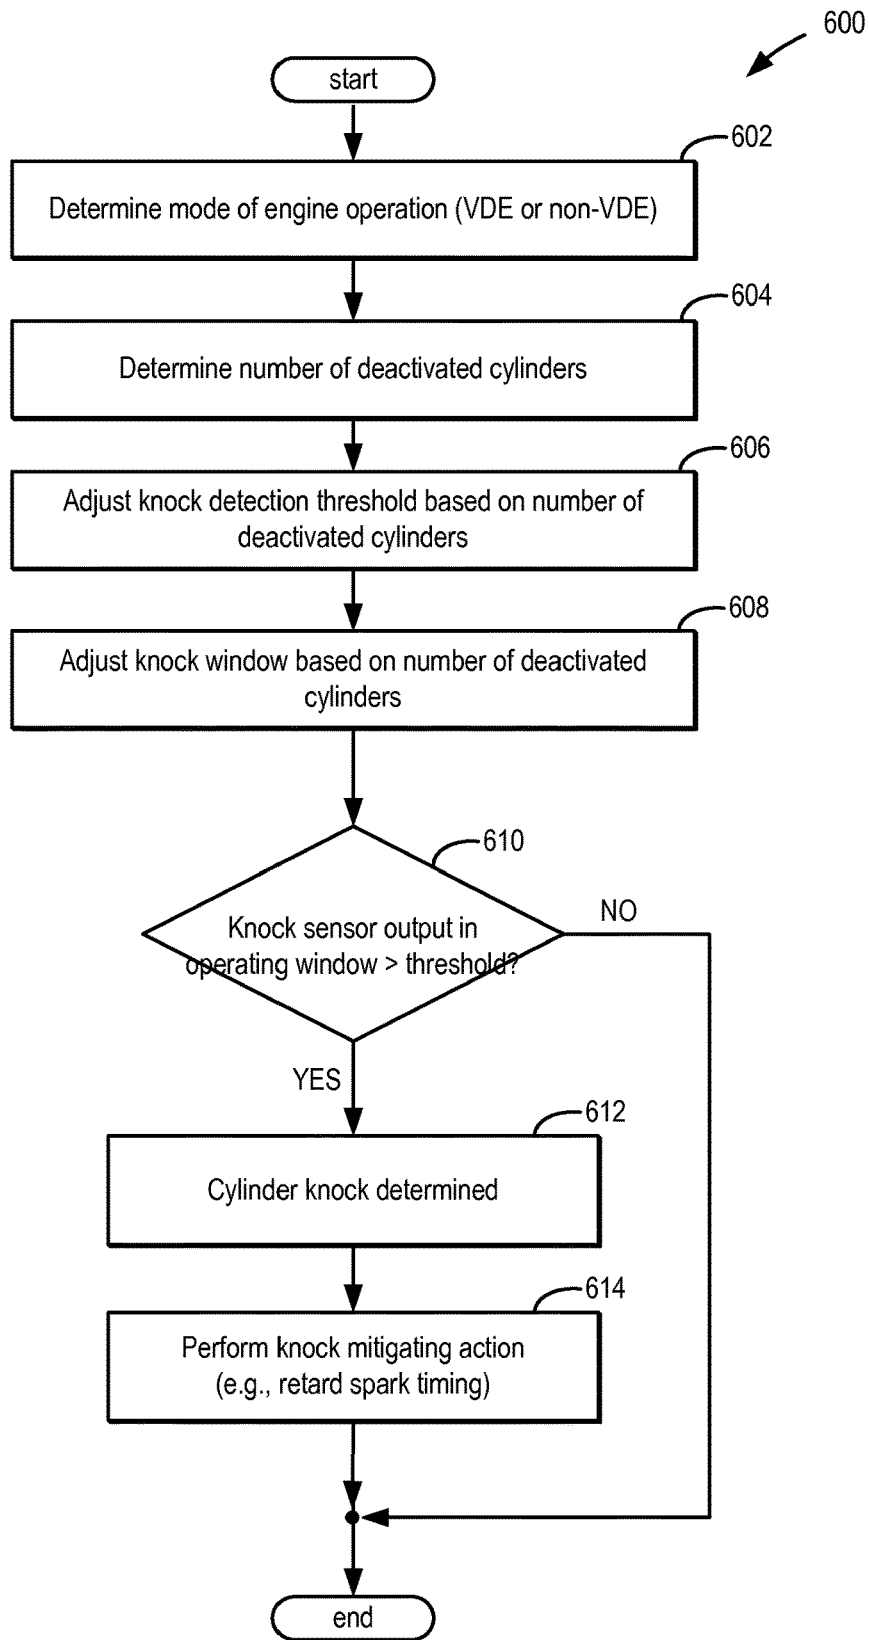 600
start
602
Determine mode of engine operation (VDE or non-VDE)
604
Determine number of deactivated cylinders
606
Adjust knock detection threshold based on number of
deactivated cylinders
608
Adjust knock window based on number of deactivated
cylinders
610
Knock sensor output in
operating window > threshold?
NO
YES
612
Cylinder knock determined
614
Perform knock mitigating action
(e.g., retard spark timing)
end